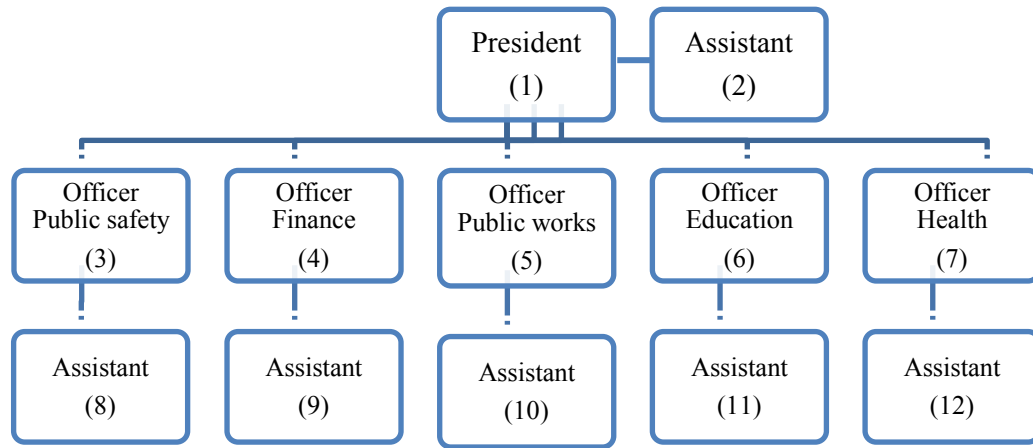 President
(1)
Assistant
(2)
Officer
Public safety
(3)
Officer
Finance
(4)
Officer
Public works
(5)
Officer
Education
(6)
Officer
Health
(7)
Assistant
(8)
Assistant
(9)
Assistant
(10)
Assistant
(11)
Assistant
(12)